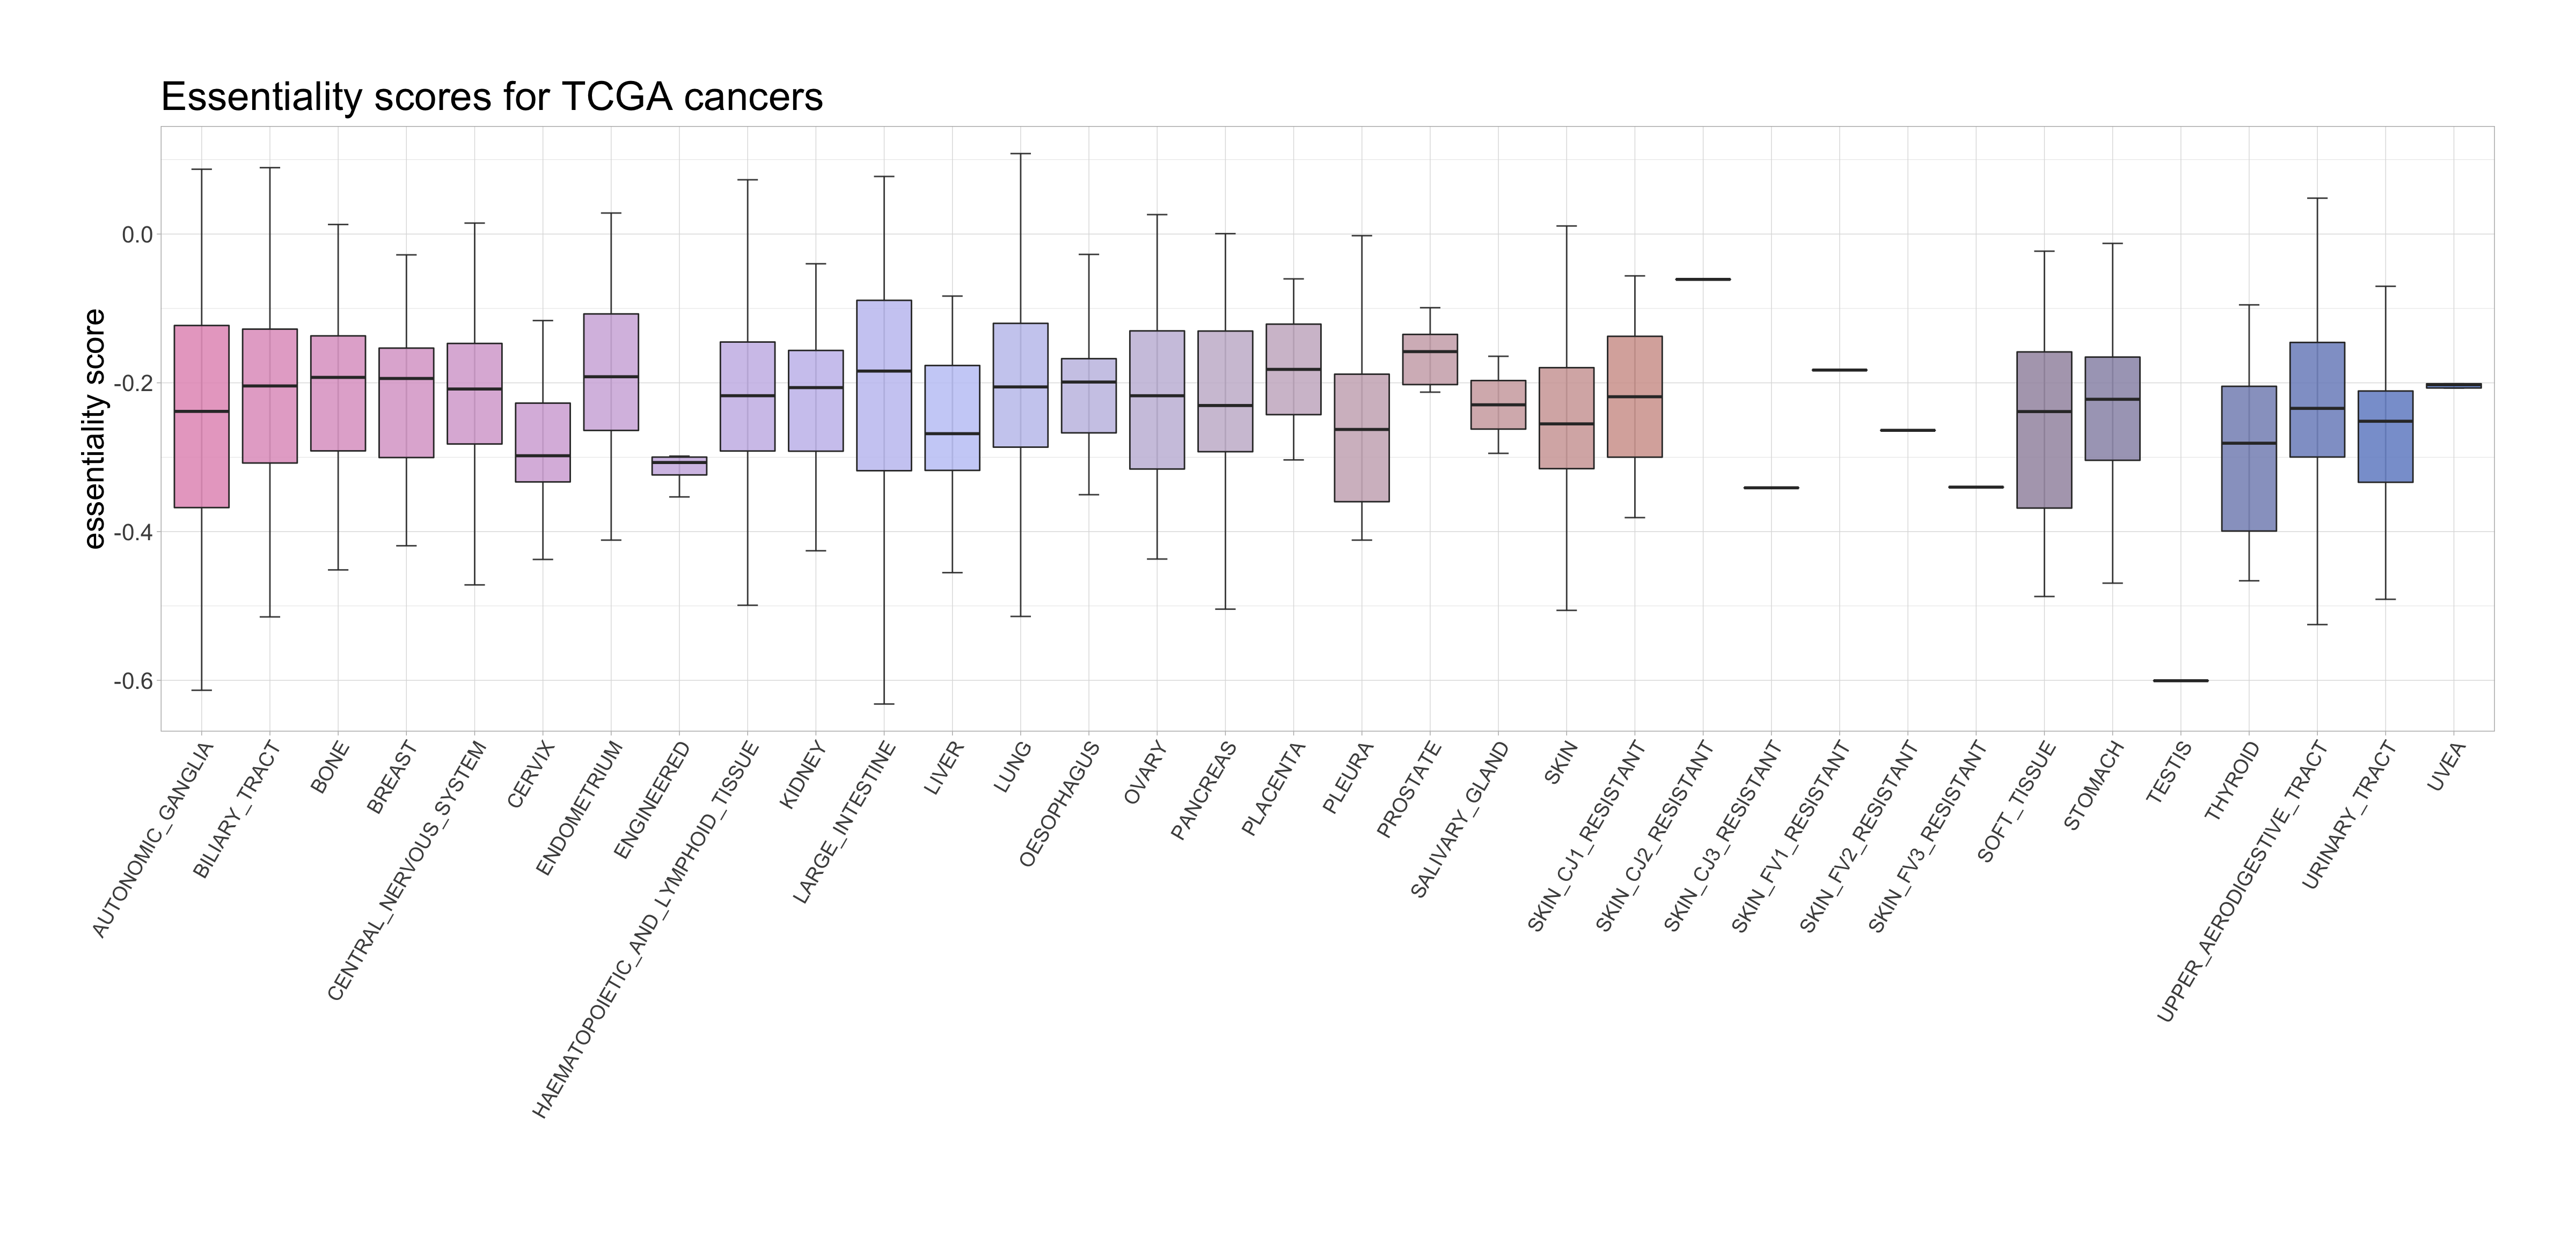 Essentiality scores for TCGA cancers
essentiality score
0.0
-0.2
-0.4
-0.6
AUTONOMIC_GANGLIA
BILIARY_TRACT
BONE
BREAST
CENTRAL_NERVOUS_SYSTEM
CERVIX
ENDOMETRIUM
ENGINEERED
HAEMATOPOIETIC_AND_LYMPHOID_TISSUE
KIDNEY
LARGE_INTESTINE
LIVER
LUNG
OESOPHAGUS
OVARY
PANCREAS
PLACENTA
PLEURA
PROSTATE
SALIVARY_GLAND
SKIN
SKIN_CJ1_RESISTANT
SKIN_CJ2_RESISTANT
SKIN_CJ3_RESISTANT
SKIN_FV1_RESISTANT
SKIN_FV2_RESISTANT
SKIN_FV3_RESISTANT
SOFT_TISSUE
STOMACH
TESTIS
THYROID
UPPER_AERODIGESTIVE_TRACT
URINARY_TRACT
UVEA